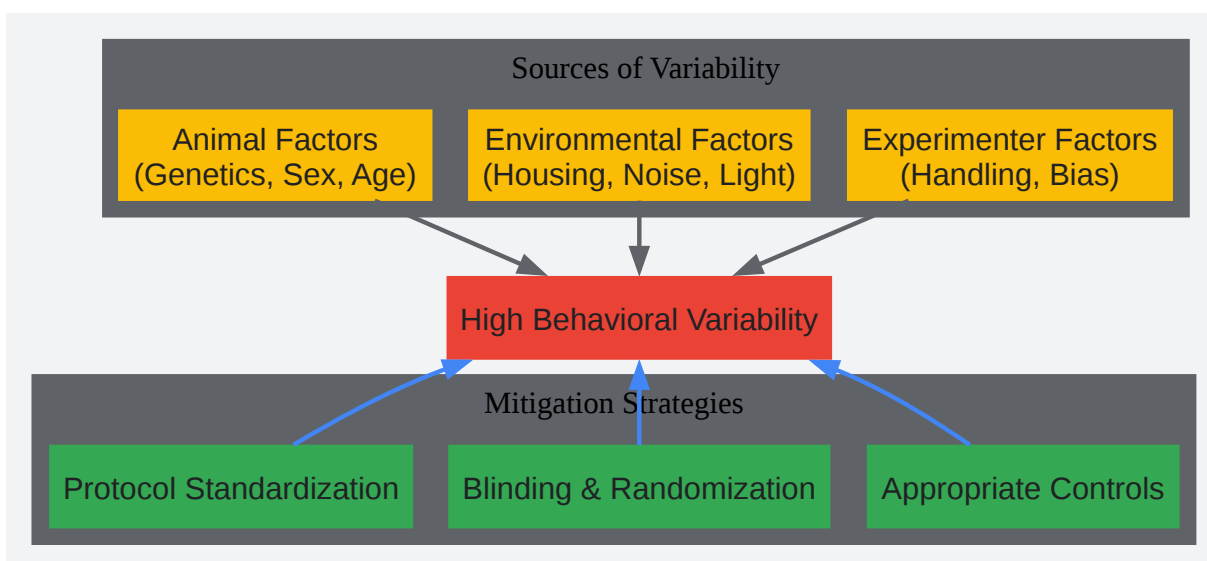 Sources of Variability
Animal Factors
(Genetics, Sex, Age)
Environmental Factors
(Housing, Noise, Light)
Experimenter Factors
(Handling, Bias)
High Behavioral Variability
Mitigation Strategies
Protocol Standardization
Blinding & Randomization
Appropriate Controls